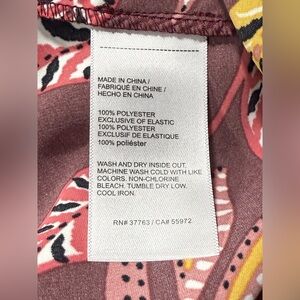 MADE IN CHINA /
FABRIQUÉ EN CHINE /
HECHO EN CHINA
100% POLYESTER
EXCLUSIVE OF ELASTIC
100% POLYESTER
EXCLUSIF DE ELASTIQUE
100% poliéster
WASH AND DRY INSIDE OUT.
MACHINE WASH COLD WITH LIKE
COLORS. NON-CHLORINE
BLEACH. TUMBLE DRY LOW.
COOL IRON.
RN# 37763 / CA# 55972